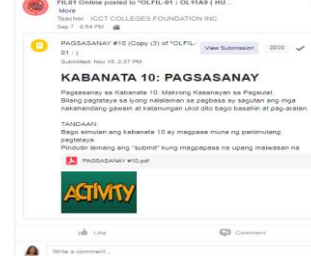 FIL01 Online posted to "OLFIL-01 : OL11A9 ( HU...
More
Teacher · ICCT COLLEGES FOUNDATION INC
Sep 7 · 9:54 PM ·
PAGSASANAY #10 (Copy (3) of "OLFIL-01 : )
View Submission
20/20
Submitted: Nov 15, 2:37 PM
KABANATA 10: PAGSASANAY
Pagsasanay sa Kabanata 10. Makrong Kasanayan sa Pagsulat
Bilang pagtataya sa iyong nalalaman sa pagbasa ay sagutan ang mga
nakahandang gawain at katanungan ukol dito bago basahin at pag-aralan.
TANDAAN:
Bago simulan ang kabanata 10 ay magpasa muna ng panimulang
pagtataya.
Pindutin lamang ang "submit" kung magpapasa na upang maiwasan na
PAGSASANAY #10.pdf
ACTIVITY
Like
Comment
Write a comment...